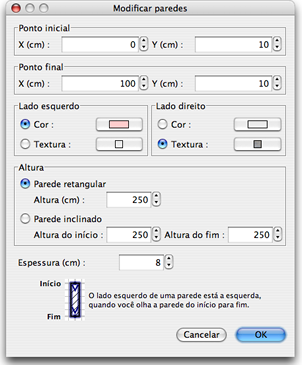 Modificar paredes
Ponto inicial
X (cm) : 0 Y (cm) : 10
Ponto final
X (cm) : 100 Y (cm) : 10
Lado esquerdo Lado direito
Cor : Cor :
Textura : Textura :
Altura
Parede retangular
Altura (cm) : 250
Parede inclinado
Altura do início : 250 Altura do fim : 250
Espessura (cm) : 8
Início
O lado esquerdo de uma parede está a esquerda,
quando você olha a parede do início para fim.
Fim
Cancelar OK